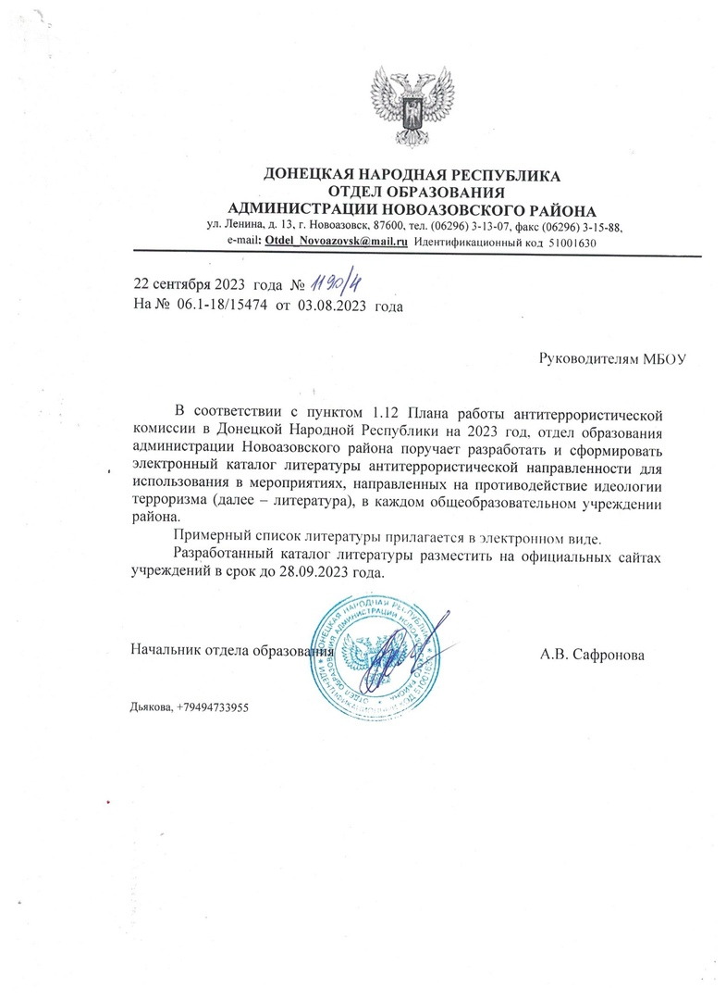 ДОНЕЦКАЯ НАРОДНАЯ РЕСПУБЛИКА
ОТДЕЛ ОБРАЗОВАНИЯ
АДМИНИСТРАЦИИ НОВОАЗОВСКОГО РАЙОНА
ул. Ленина, д. 13, г. Новоазовск, 87600, тел. (06296) 3-13-07, факс (06296) 3-15-88,
e-mail: Otdel_Novoazovsk@mail.ru Идентификационный код 51001630
22 сентября 2023 года № 1190/4
На № 06.1-18/15474 от 03.08.2023 года
Руководителям МБОУ
В соответствии с пунктом 1.12 Плана работы антитеррористической
комиссии в Донецкой Народной Республики на 2023 год, отдел образования
администрации Новоазовского района поручает разработать и сформировать
электронный каталог литературы антитеррористической направленности для
использования в мероприятиях, направленных на противодействие идеологии
терроризма (далее – литература), в каждом общеобразовательном учреждении
района.
Примерный список литературы прилагается в электронном виде.
Разработанный каталог литературы разместить на официальных сайтах
учреждений в срок до 28.09.2023 года.
Начальник отдела образования
А.В. Сафронова
ДОНЕЦКАЯ НАРОДНАЯ РЕСПУБЛИКА
ИДЕНТИФИКАЦИОННЫЙ КОД 51001630
ОТДЕЛ ОБРАЗОВАНИЯ АДМИНИСТРАЦИИ НОВОАЗОВСКОГО РАЙОНА
Дьякова, +79494733955